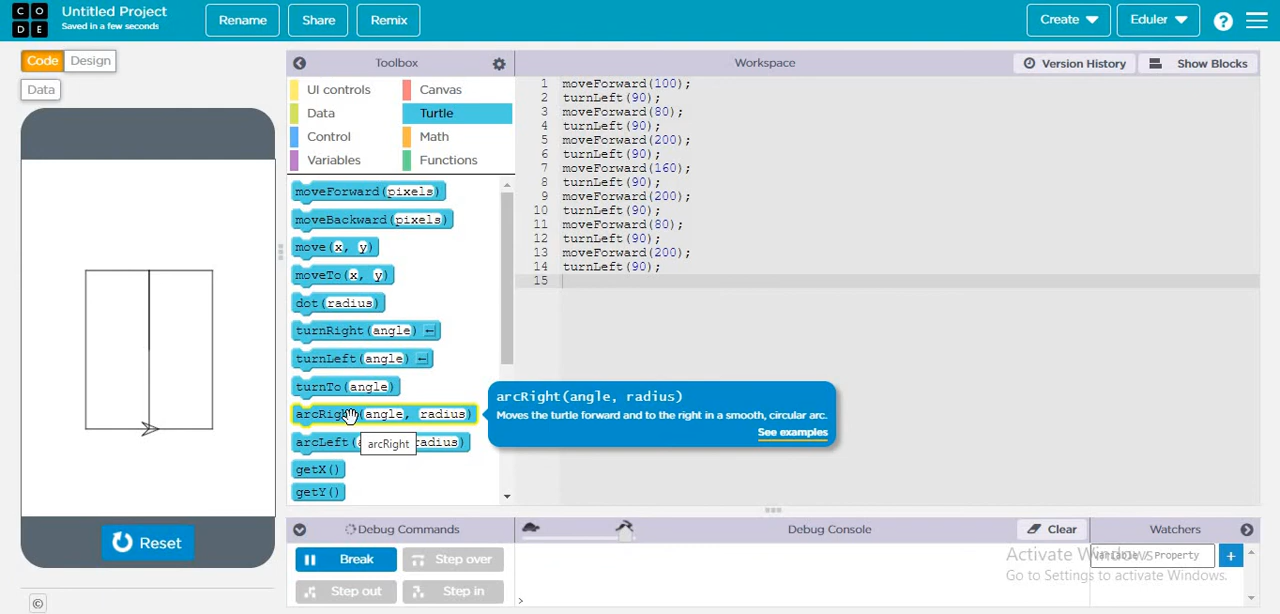 C O
D E
Untitled Project
Saved in a few seconds
Rename
Share
Remix
Create
Eduler
?
Code
Design
Data
Toolbox
Workspace
Version History
Show Blocks
UI controls
Canvas
Data
Turtle
Control
Math
Variables
Functions
moveForward(pixels)
moveBackward(pixels)
move(x, y)
moveTo(x, y)
dot(radius)
turnRight(angle)
turnLeft(angle)
turnTo(angle)
arcRight(angle, radius)
arcLeft(
radius)
arcRight
getX()
getY()
1 moveForward(100);
2 turnLeft(90);
3 moveForward(80);
4 turnLeft(90);
5 moveForward(200);
6 turnLeft(90);
7 moveForward(160);
8 turnLeft(90);
9 moveForward(200);
10 turnLeft(90);
11 moveForward(80);
12 turnLeft(90);
13 moveForward(200);
14 turnLeft(90);
15
arcRight(angle, radius)
Moves the turtle forward and to the right in a smooth, circular arc.
See examples
Reset
Debug Commands
Debug Console
Clear
Watchers
Break
Step over
Step out
Step in
Variable / Property
+
>
Activate Windows
Go to Settings to activate Windows.
©